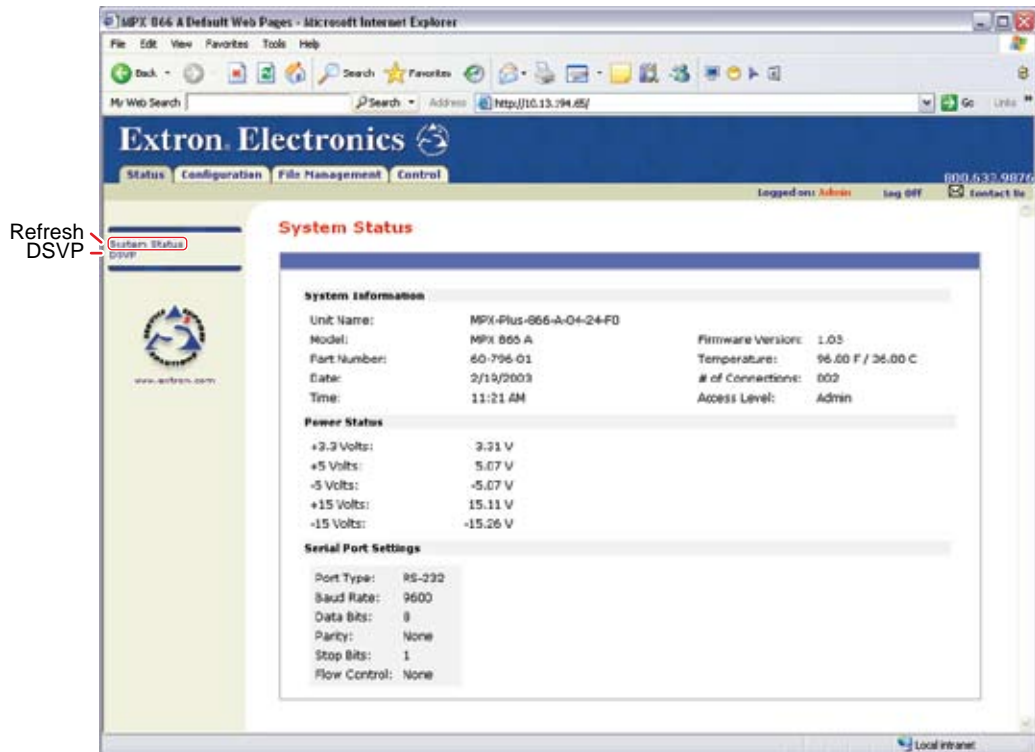 MPX 866 A Default Web Pages - Microsoft Internet Explorer
File Edit View Favorites Tools Help
Back Search Favorites
My Web Search Search Address http://10.13.194.65/ Go Links »
Extron® Electronics
Status Configuration File Management Control
800.633.9876
Logged on: Admin Log Off Contact Us
Refresh
DSVP
System Status
DSVP
www.extron.com
System Status
System Information
Unit Name: MPX-Plus-866-A-04-24-F0
Model: MPX 866 A Firmware Version: 1.03
Part Number: 60-796-01 Temperature: 96.00 F / 36.00 C
Date: 2/19/2003 # of Connections: 002
Time: 11:21 AM Access Level: Admin
Power Status
+3.3 Volts: 3.31 V
+5 Volts: 5.07 V
-5 Volts: -5.07 V
+15 Volts: 15.11 V
-15 Volts: -15.26 V
Serial Port Settings
Port Type: RS-232
Baud Rate: 9600
Data Bits: 8
Parity: None
Stop Bits: 1
Flow Control: None
Local intranet